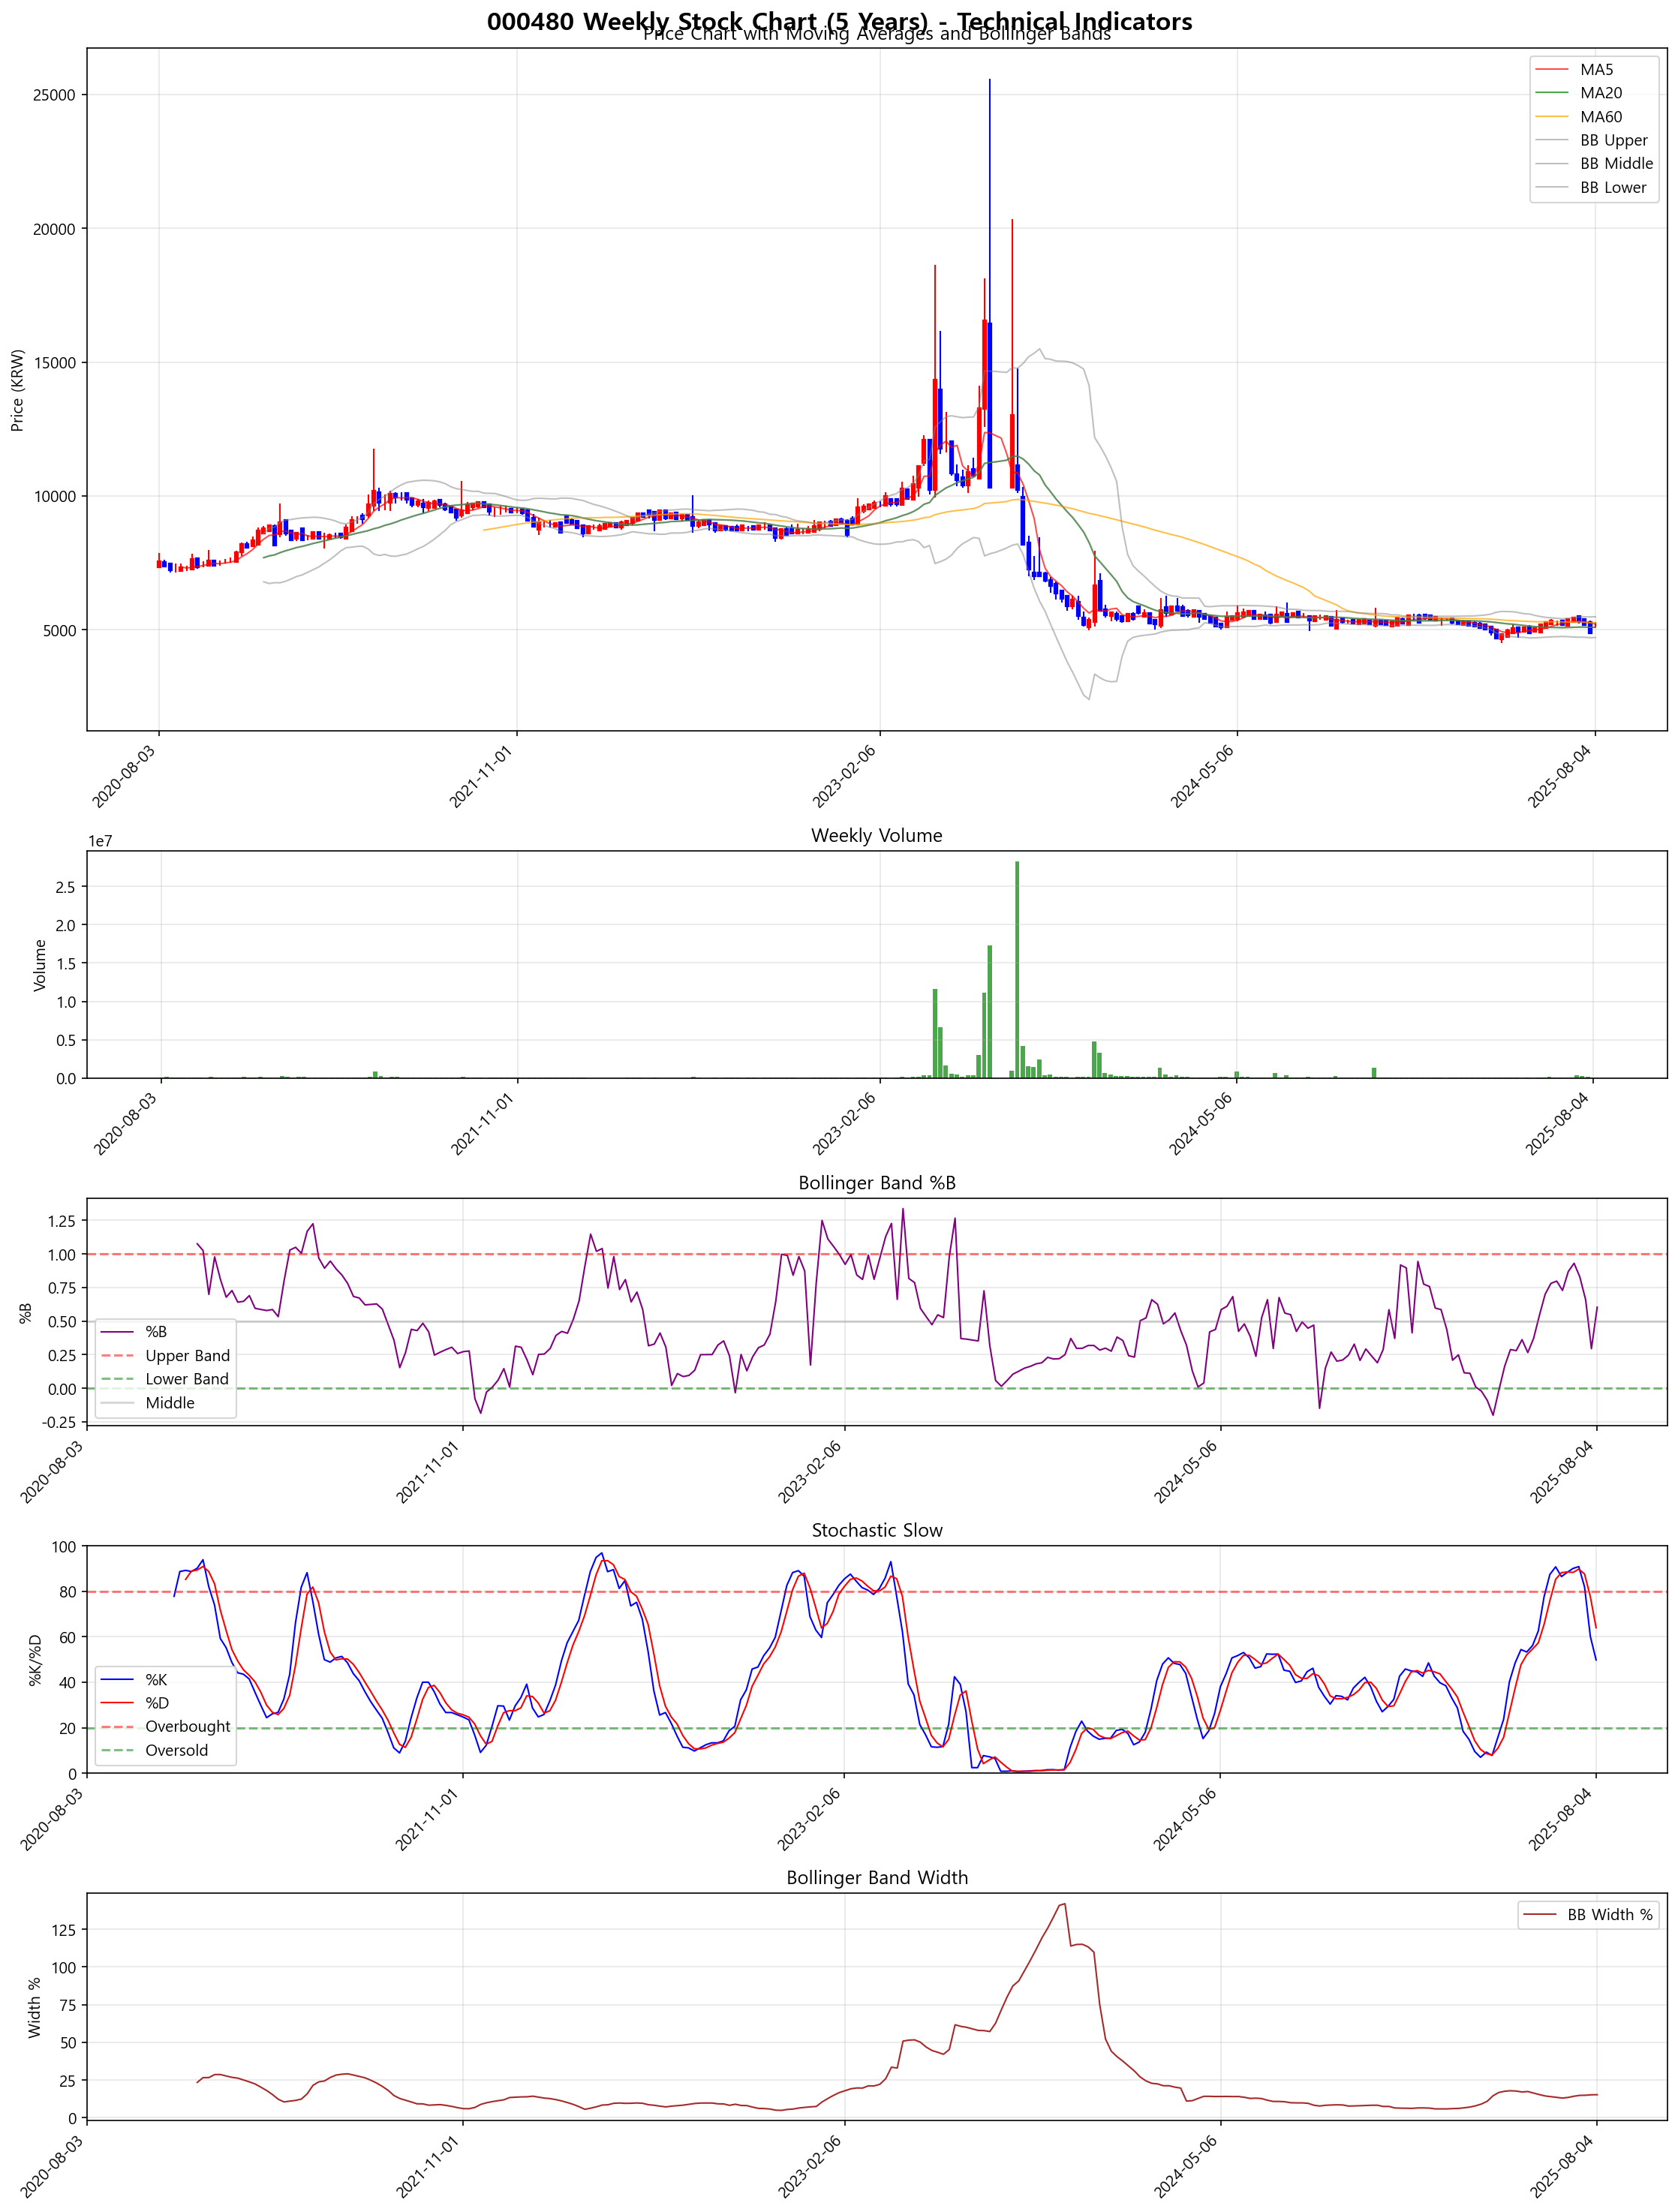 000480 Weekly Stock Chart (5 Years) - Technical Indicators
Price Chart with Moving Averages and Bollinger Bands
MA5
MA20
MA60
BB Upper
BB Middle
BB Lower
Price (KRW)
25000
20000
15000
10000
5000
2020-08-03
2021-11-01
2023-02-06
2024-05-06
2025-08-04
Weekly Volume
1e7
Volume
2.5
2.0
1.5
1.0
0.5
0.0
2020-08-03
2021-11-01
2023-02-06
2024-05-06
2025-08-04
Bollinger Band %B
%B
1.25
1.00
0.75
0.50
0.25
0.00
-0.25
%B
Upper Band
Lower Band
Middle
2020-08-03
2021-11-01
2023-02-06
2024-05-06
2025-08-04
Stochastic Slow
%K/%D
100
80
60
40
20
0
%K
%D
Overbought
Oversold
2020-08-03
2021-11-01
2023-02-06
2024-05-06
2025-08-04
Bollinger Band Width
BB Width %
Width %
125
100
75
50
25
0
2020-08-03
2021-11-01
2023-02-06
2024-05-06
2025-08-04